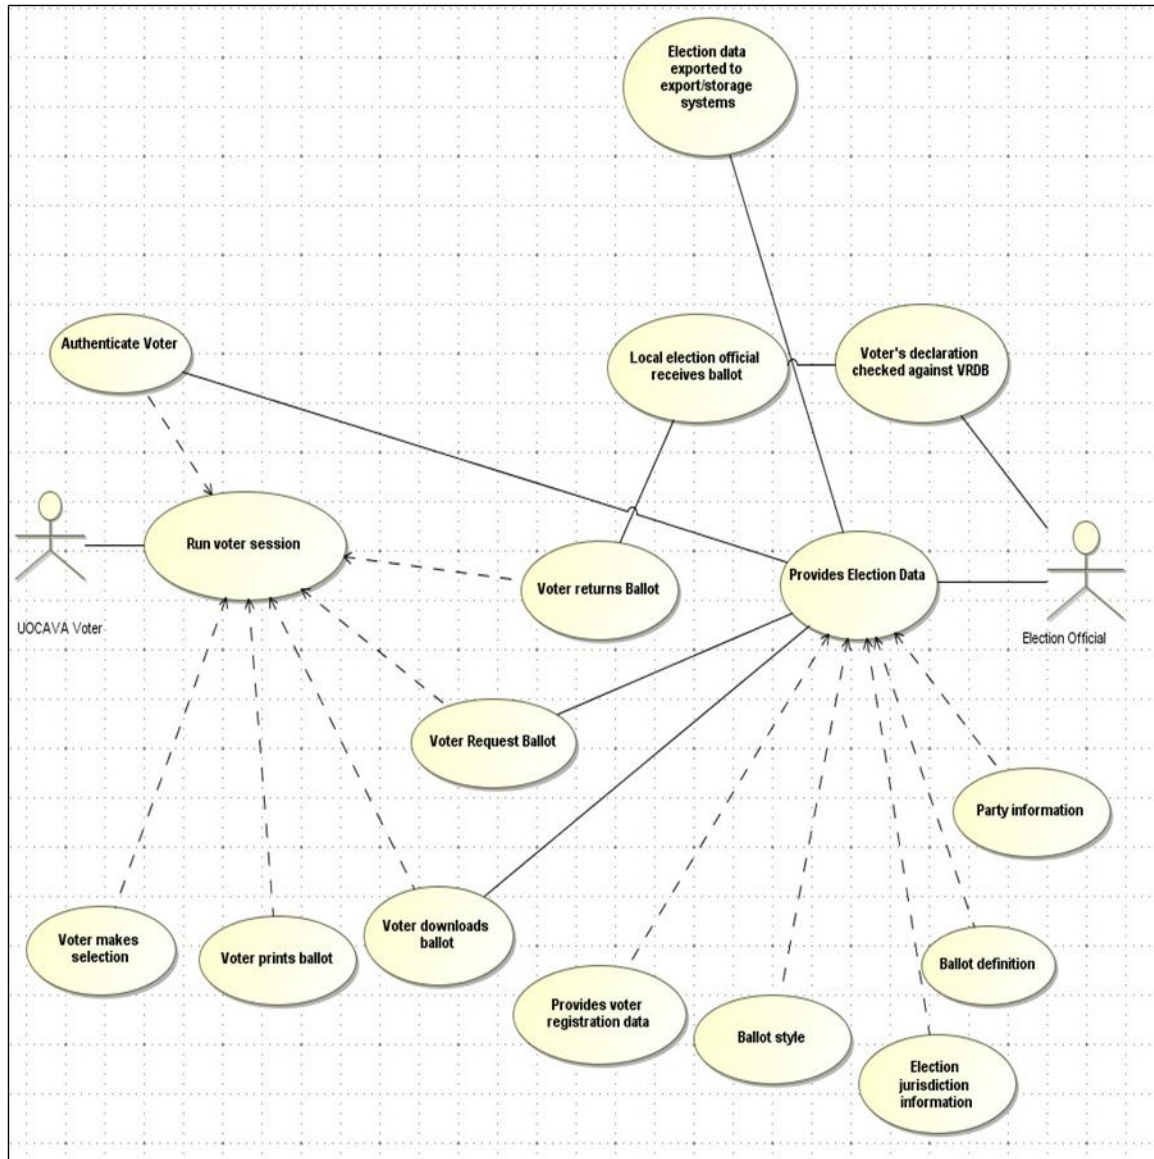 Election data
exported to
export/storage
systems
Authenticate Voter
Local election official
receives ballot
Voter's declaration
checked against VRDB
Run voter session
Voter returns Ballot
Provides Election Data
UOCAVA Voter
Election Official
Voter Request Ballot
Party information
Voter makes
selection
Voter prints ballot
Voter downloads
ballot
Ballot definition
Provides voter
registration data
Ballot style
Election
jurisdiction
information